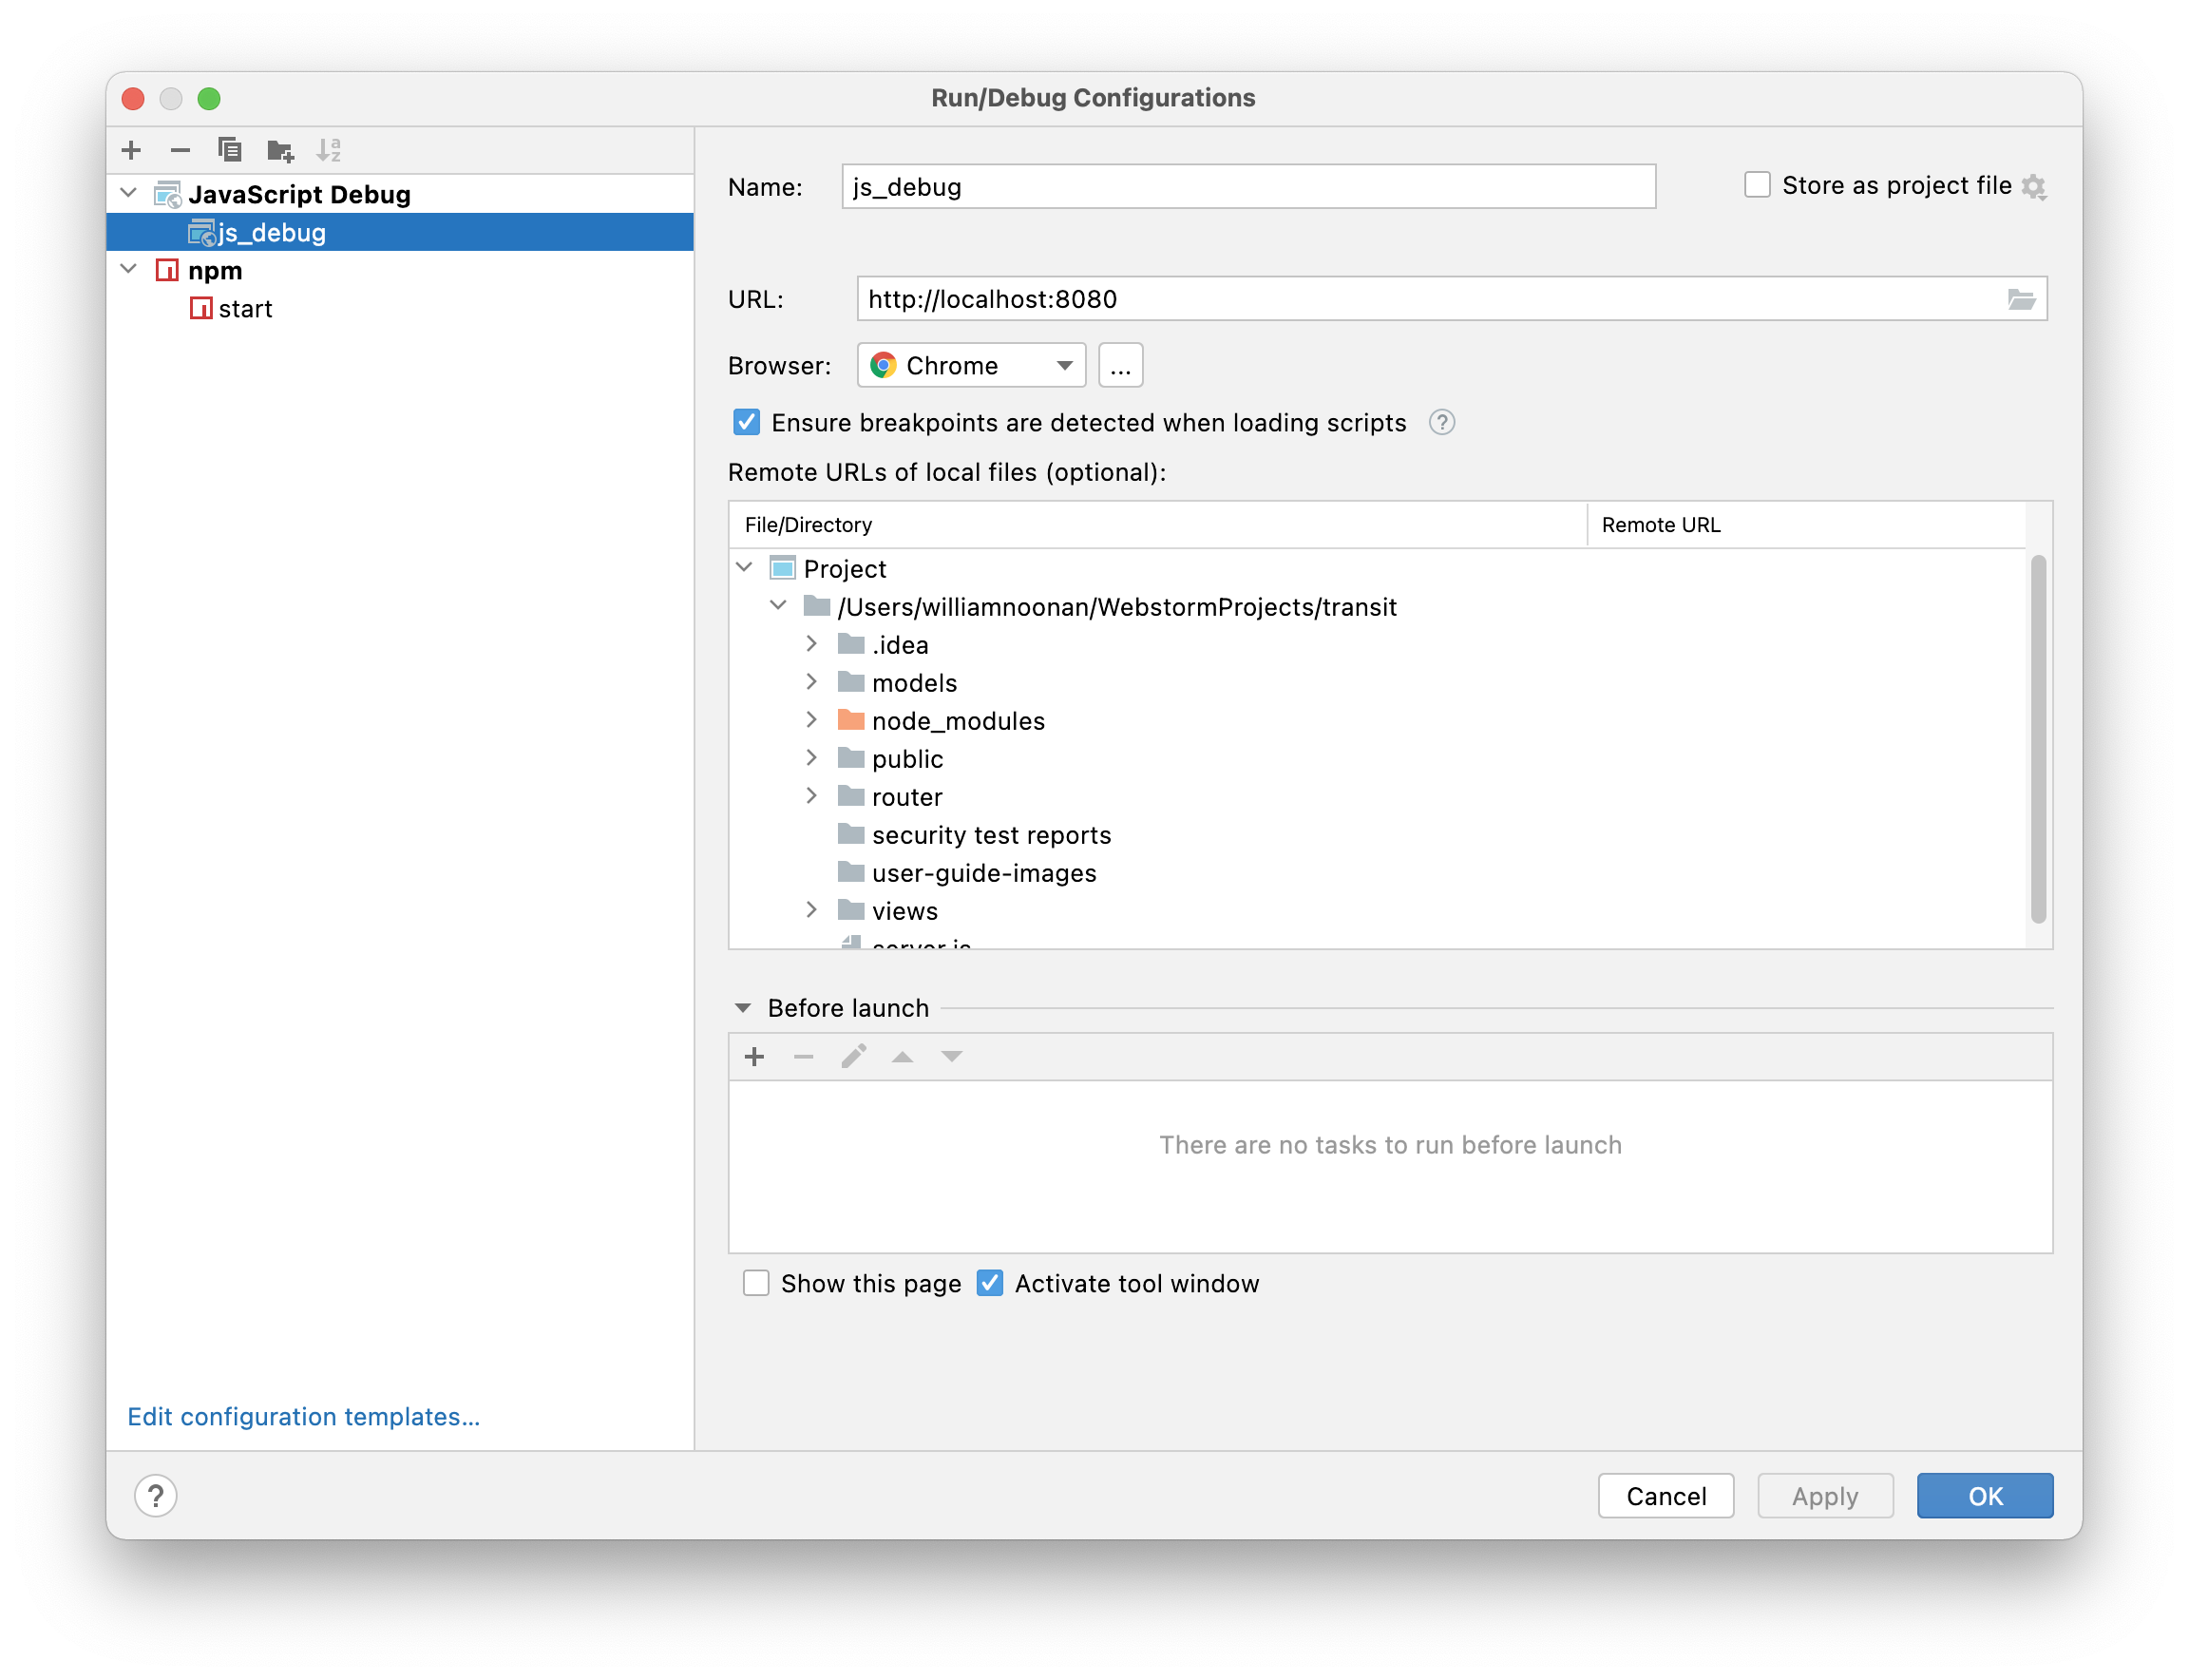 Run/Debug Configurations
JavaScript Debug
js_debug
npm
start
Edit configuration templates...
Name: js_debug
Store as project file
URL: http://localhost:8080
Browser: Chrome ...
Ensure breakpoints are detected when loading scripts ?
Remote URLs of local files (optional):
File/Directory Remote URL
Project
/Users/williamnoonan/WebstormProjects/transit
.idea
models
node_modules
public
router
security test reports
user-guide-images
views
server.js
Before launch
There are no tasks to run before launch
Show this page Activate tool window
? Cancel Apply OK